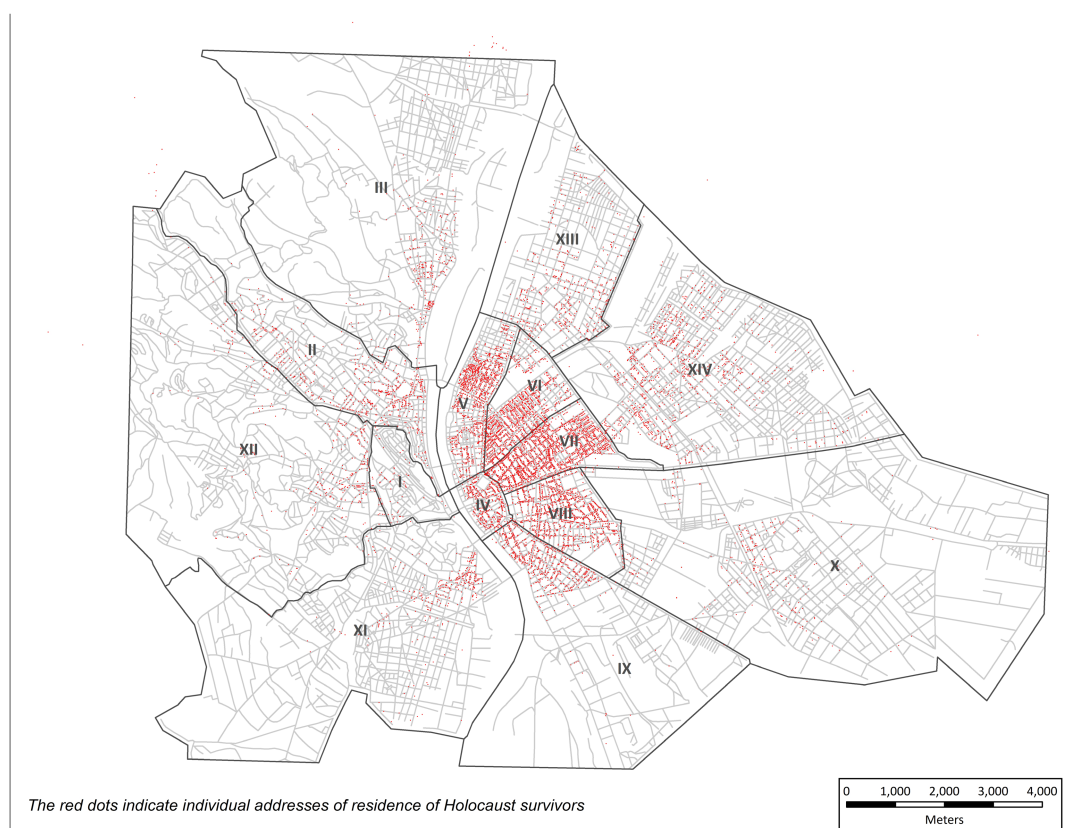 III
XIII
II
XIV
VI
V
VII
XII
I
IV
VIII
X
XI
IX
The red dots indicate individual addresses of residence of Holocaust survivors
0 1,000 2,000 3,000 4,000
Meters